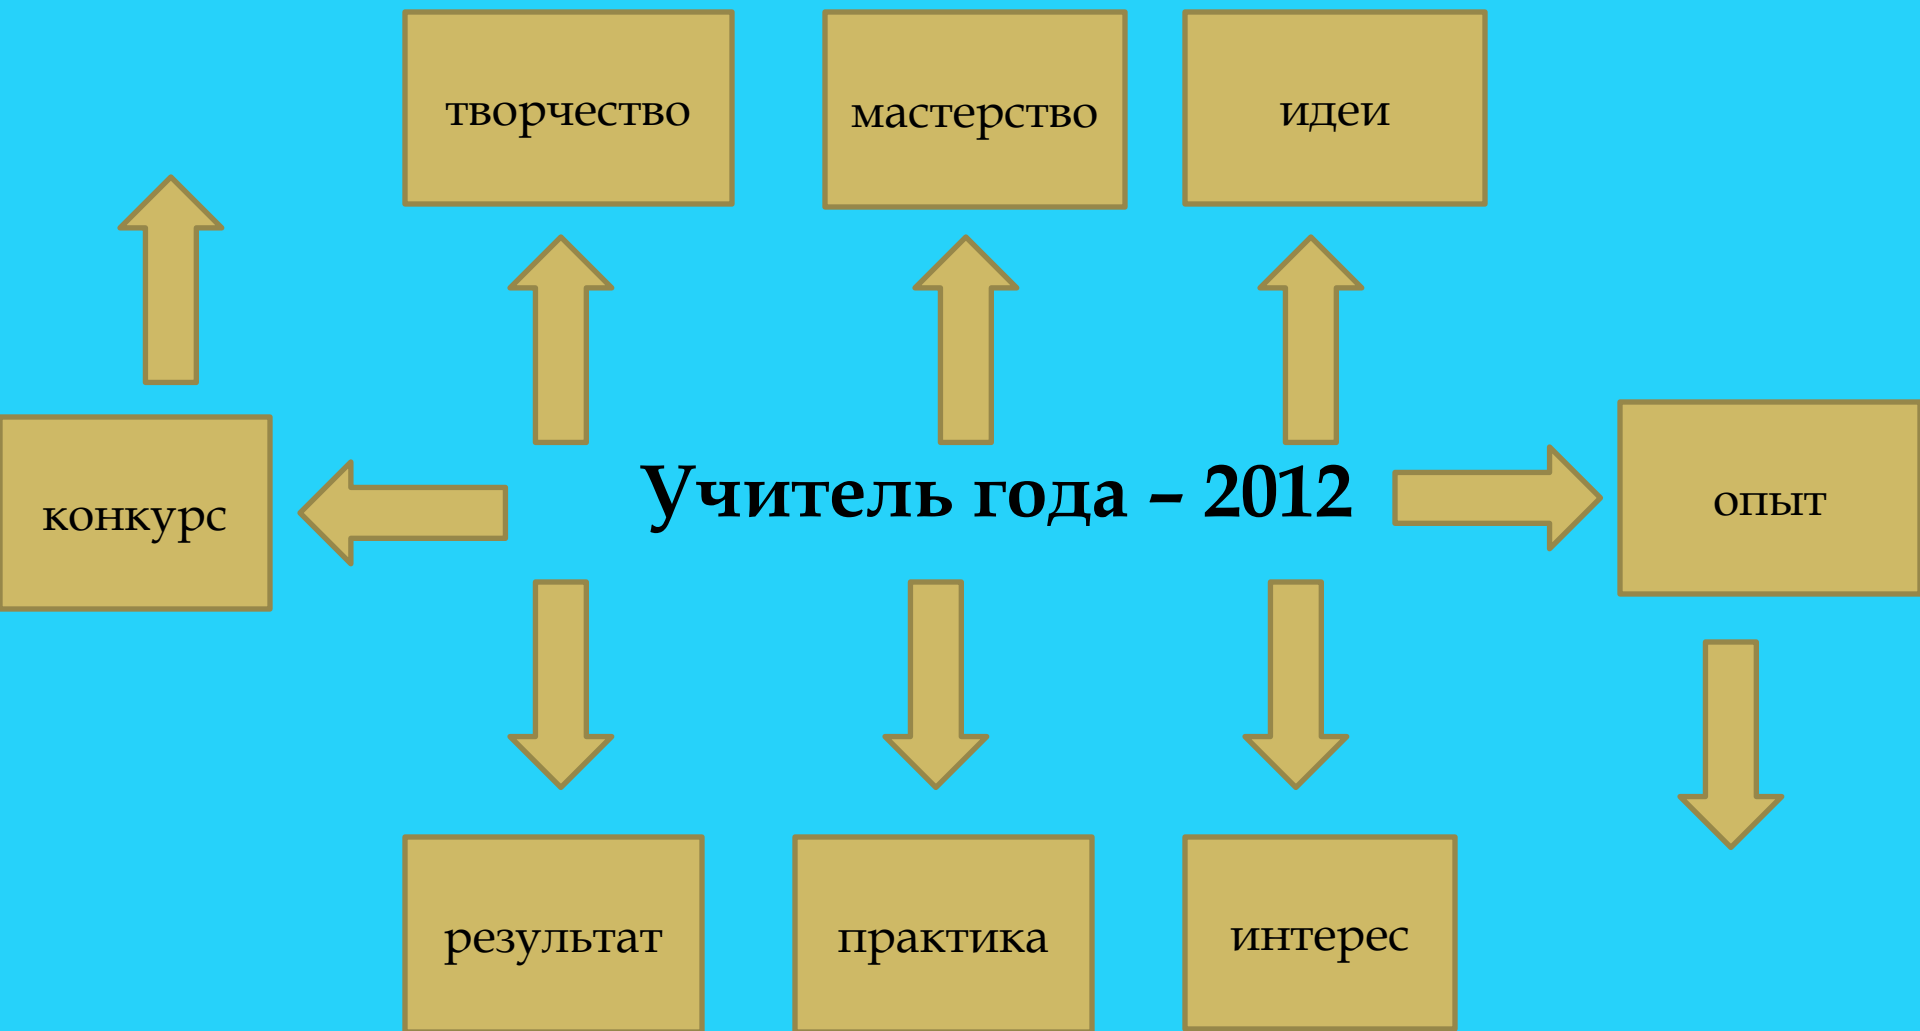 творчество
мастерство
идеи
конкурс
Учитель года – 2012
опыт
результат
практика
интерес